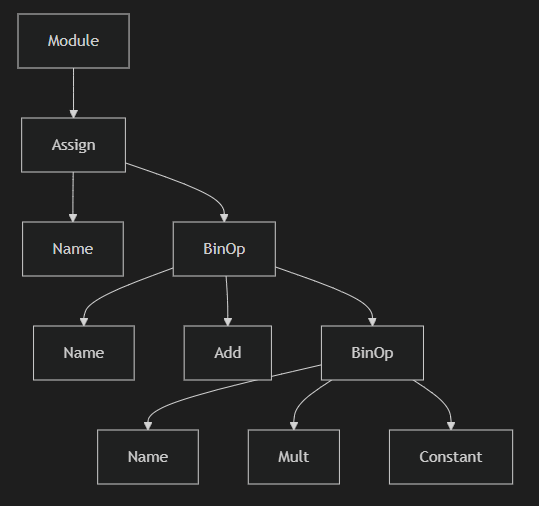 Module
Assign
Name
BinOp
Name
Add
BinOp
Name
Mult
Constant